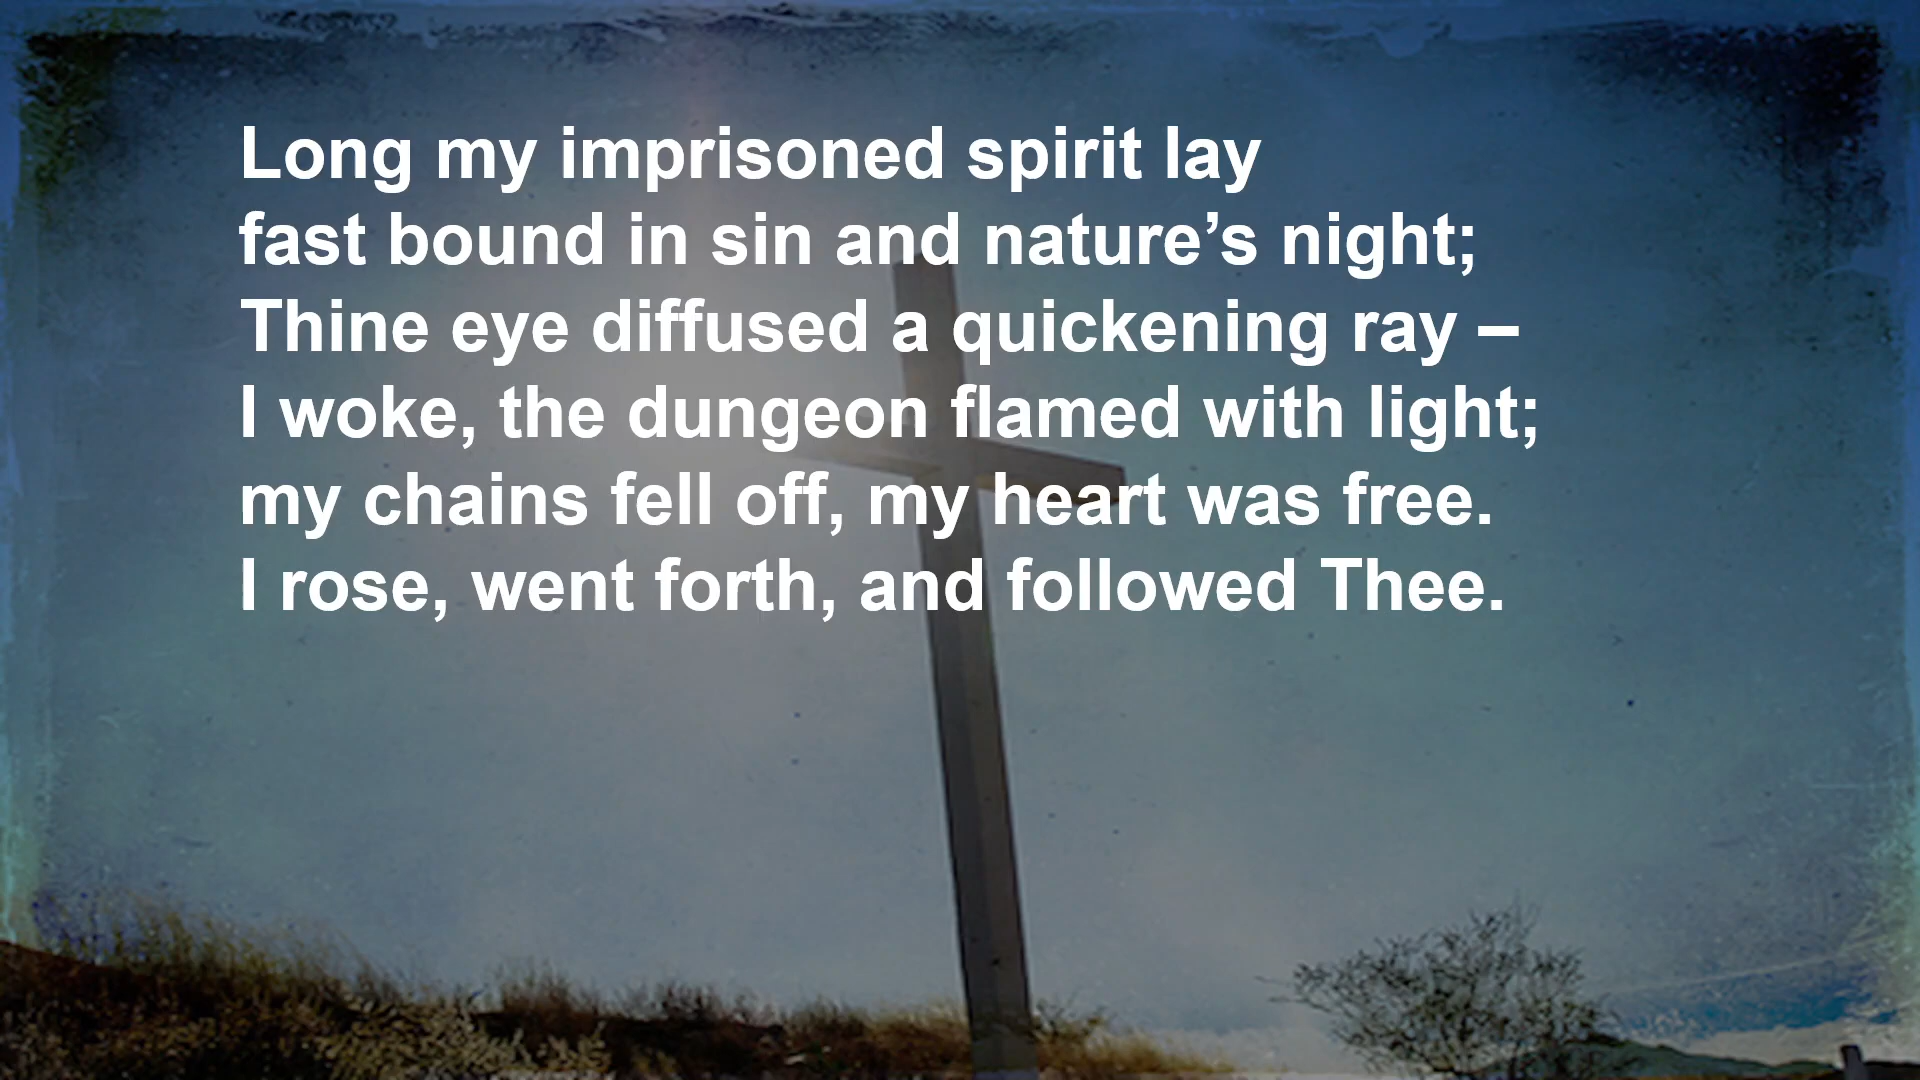 Long my imprisoned spirit lay
fast bound in sin and nature’s night;
Thine eye diffused a quickening ray –
I woke, the dungeon flamed with light;
my chains fell off, my heart was free.
I rose, went forth, and followed Thee.